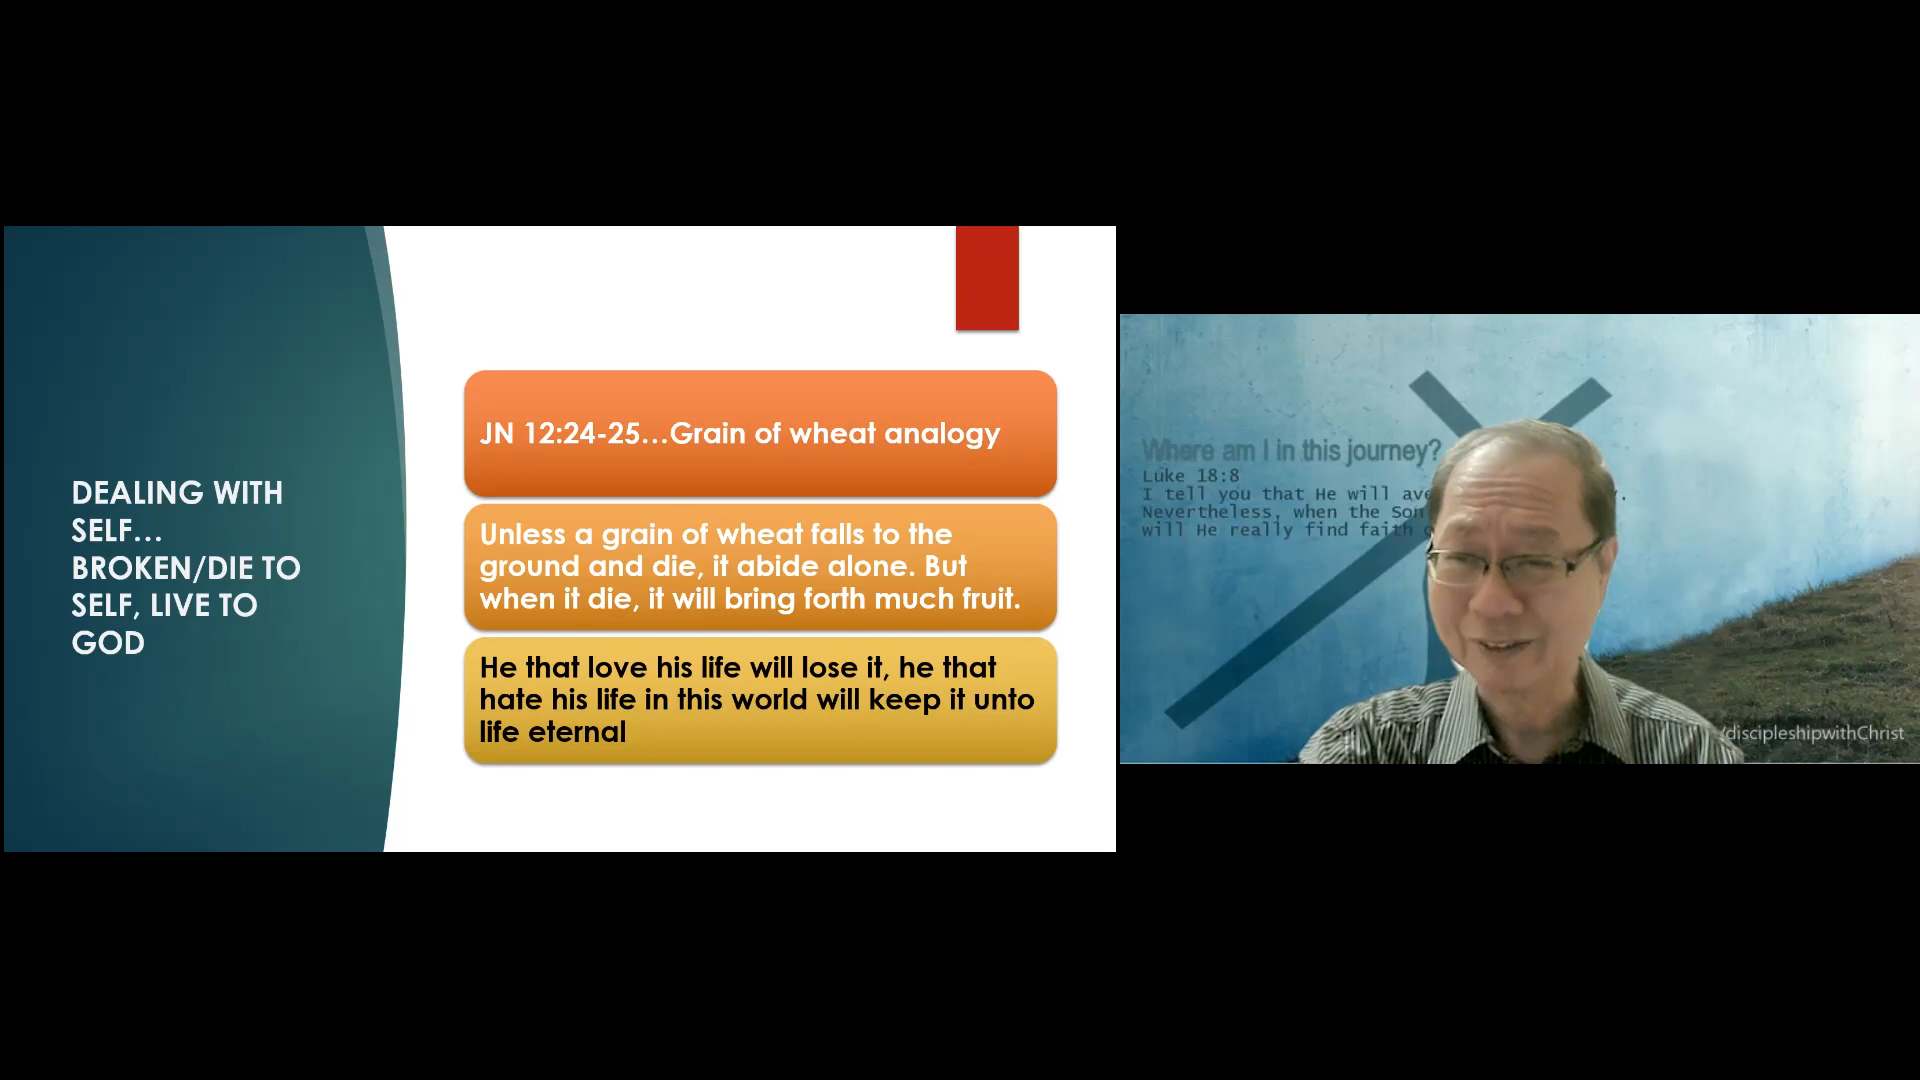 DEALING WITH
SELF...
BROKEN/DIE TO
SELF, LIVE TO
GOD
JN 12:24-25...Grain of wheat analogy
Unless a grain of wheat falls to the
ground and die, it abide alone. But
when it die, it will bring forth much fruit.
He that love his life will lose it, he that
hate his life in this world will keep it unto
life eternal
Where am I in this journey?
Luke 18:8
I tell you that He will
Nevertheless, when the Son
will He really find faith
/discipleshipwithChrist